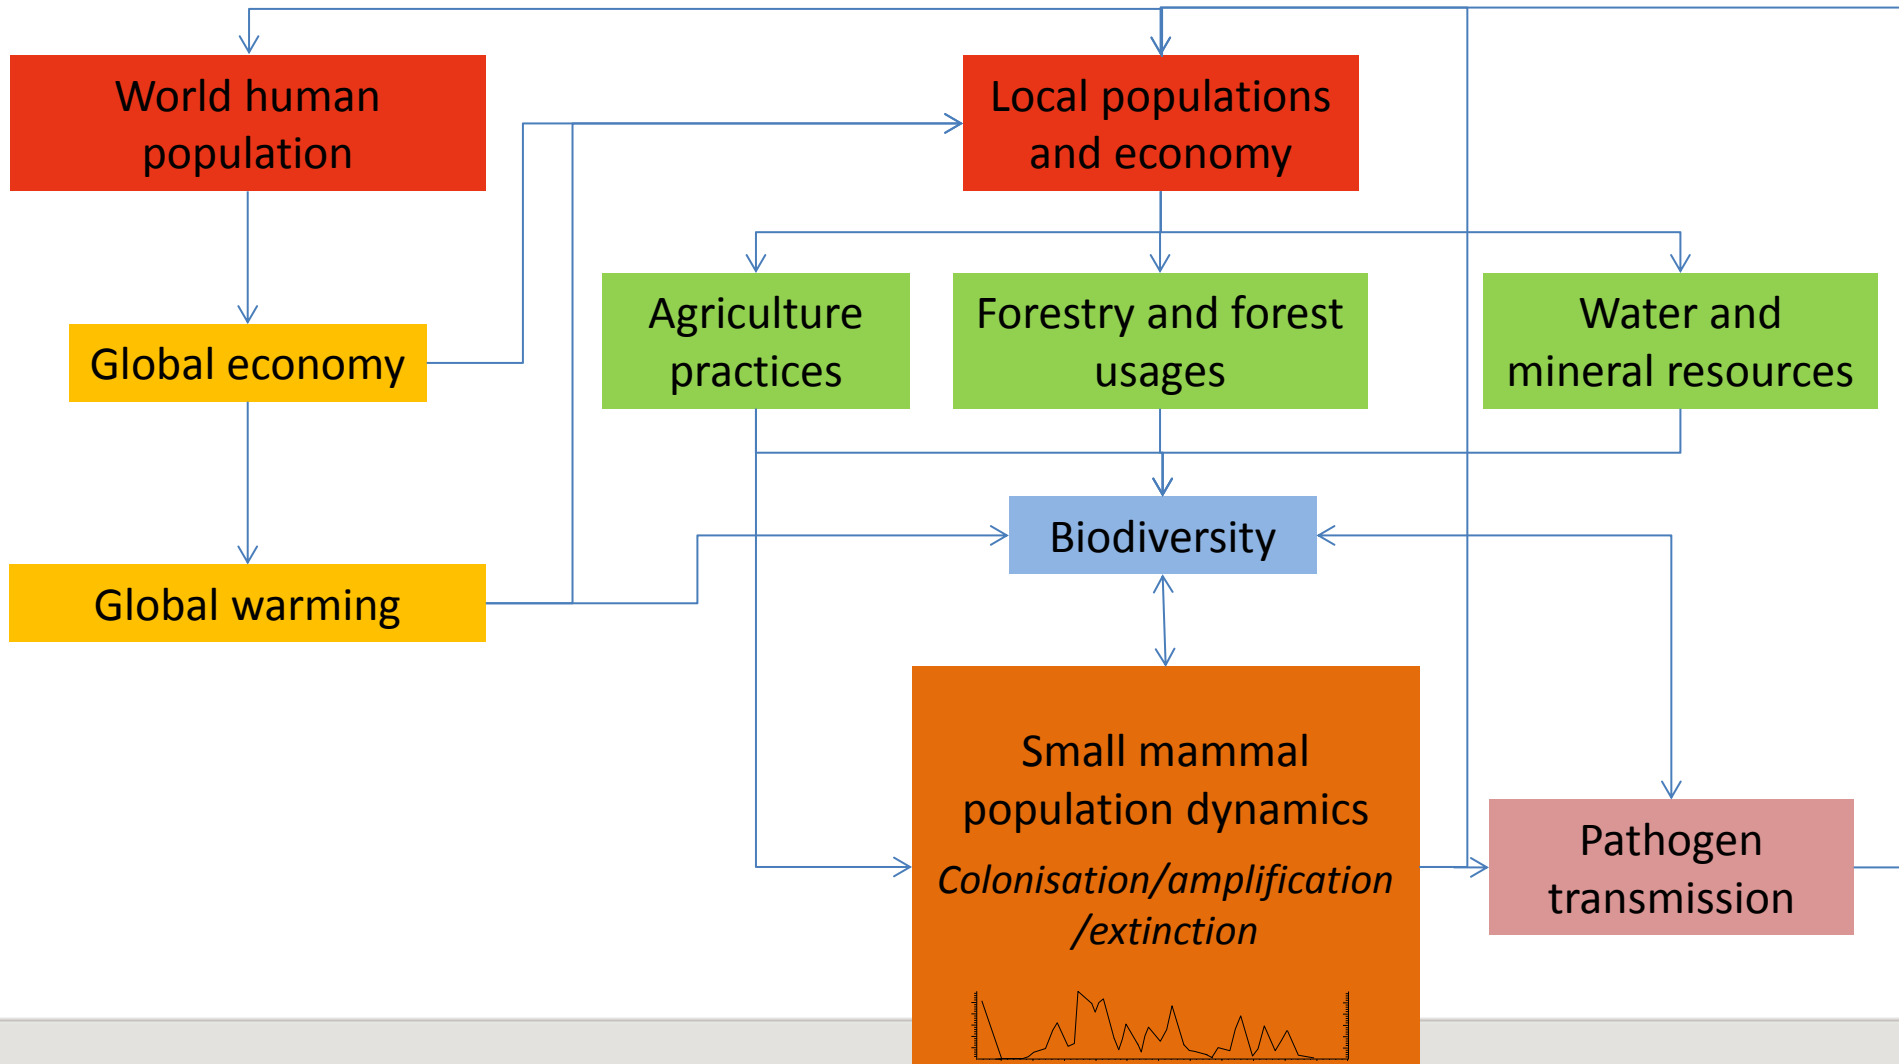 World human
population
Local populations
and economy
Agriculture
practices
Forestry and forest
usages
Water and
mineral resources
Global economy
Biodiversity
Global warming
Small mammal
population dynamics
Colonisation/amplification
/extinction
Pathogen
transmission